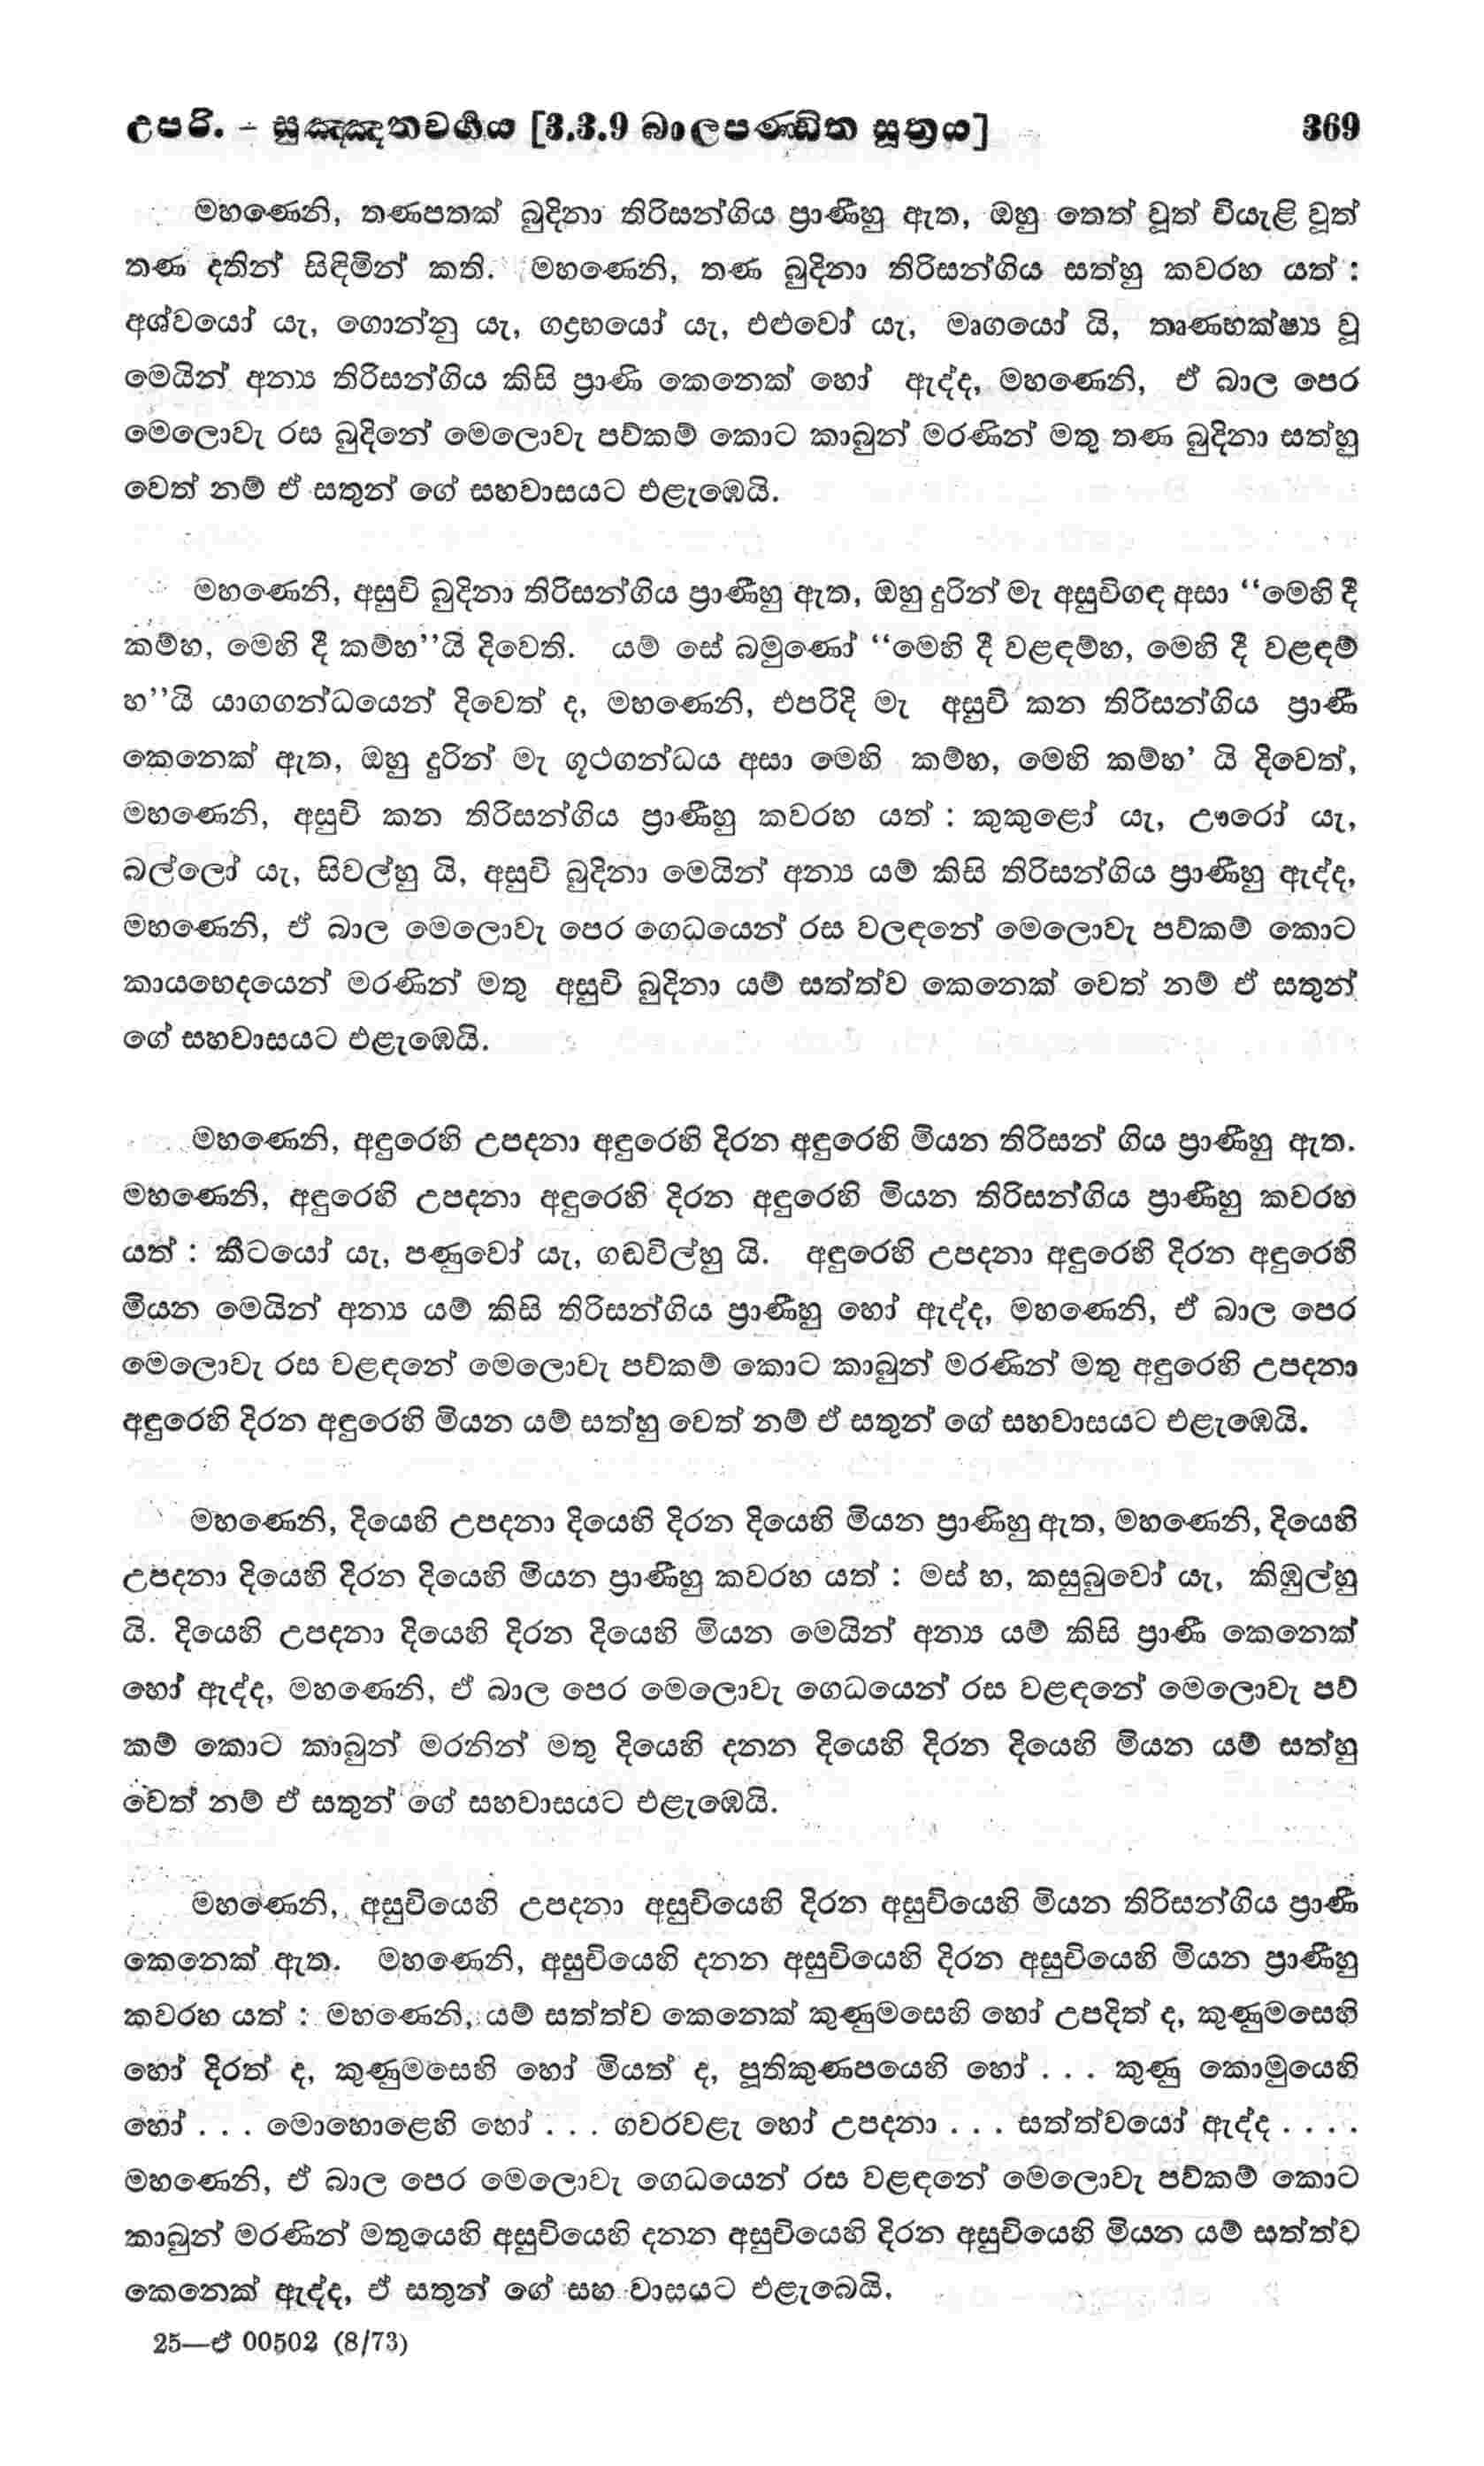 උපරි. - සුඤ්ඤතවර්‍ගය [3.3.9 බාලපණ්ඩිත සූත්‍රය] 369
මහණෙනි, තණපතක් බුදිනා තිරිසන්ගිය ප්‍රාණීහු ඇත, ඔහු තෙත් වූත් වියැළි වූත්
තණ දතින් සිඳිමින් කති. මහණෙනි, තණ බුදිනා තිරිසන්ගිය සත්හු කවරහ යත් :
අශ්වයෝ යැ, ගොන්නු යැ, ගද්‍රභයෝ යැ, එළුවෝ යැ, මෘගයෝ යි, තෘණභක්ෂ්‍ය වූ
මෙයින් අන්‍ය තිරිසන්ගිය කිසි ප්‍රාණි කෙනෙක් හෝ ඇද්ද, මහණෙනි, ඒ බාල පෙර
මෙලොවැ රස බුදිනේ මෙලොවැ පව්කම් කොට කාබුන් මරණින් මතු තණ බුදිනා සත්හු
වෙත් නම් ඒ සතුන් ගේ සහවාසයට එළැඹෙයි.
මහණෙනි, අසුචි බුදිනා තිරිසන්ගිය ප්‍රාණීහු ඇත, ඔහු දුරින් මැ අසුචිගඳ අසා “මෙහි දී
කම්හ, මෙහි දී කම්හ”යි දිවෙති. යම් සේ බමුණෝ “මෙහි දී වළඳම්හ, මෙහි දී වළඳම්
හ”යි යාගගන්ධයෙන් දිවෙත් ද, මහණෙනි, එපරිදි මැ අසුචි කන තිරිසන්ගිය ප්‍රාණී
කෙනෙක් ඇත, ඔහු දුරින් මැ ගූථගන්ධය අසා මෙහි කම්හ, මෙහි කම්හ’ යි දිවෙත්,
මහණෙනි, අසුචි කන තිරිසන්ගිය ප්‍රාණීහු කවරහ යත් : කුකුළෝ යැ, ඌරෝ යැ,
බල්ලෝ යැ, සිවල්හු යි, අසුචි බුදිනා මෙයින් අන්‍ය යම් කිසි තිරිසන්ගිය ප්‍රාණීහු ඇද්ද,
මහණෙනි, ඒ බාල මෙලොවැ පෙර ගෙධයෙන් රස වලඳනේ මෙලොවැ පව්කම් කොට
කායභෙදයෙන් මරණින් මතු අසුචි බුදිනා යම් සත්ත්ව කෙනෙක් වෙත් නම් ඒ සතුන්
ගේ සහවාසයට එළැඹෙයි.
මහණෙනි, අඳුරෙහි උපදනා අඳුරෙහි දිරන අඳුරෙහි මියන තිරිසන් ගිය ප්‍රාණීහු ඇත.
මහණෙනි, අඳුරෙහි උපදනා අඳුරෙහි දිරන අඳුරෙහි මියන තිරිසන්ගිය ප්‍රාණීහු කවරහ
යත් : කීටයෝ යැ, පණුවෝ යැ, ගඬවිල්හු යි. අඳුරෙහි උපදනා අඳුරෙහි දිරන අඳුරෙහි
මියන මෙයින් අන්‍ය යම් කිසි තිරිසන්ගිය ප්‍රාණීහු හෝ ඇද්ද, මහණෙනි, ඒ බාල පෙර
මෙලොවැ රස වළඳනේ මෙලොවැ පව්කම් කොට කාබුන් මරණින් මතු අඳුරෙහි උපදනා
අඳුරෙහි දිරන අඳුරෙහි මියන යම් සත්හු වෙත් නම් ඒ සතුන් ගේ සහවාසයට එළැඹෙයි.
මහණෙනි, දියෙහි උපදනා දියෙහි දිරන දියෙහි මියන ප්‍රාණිහු ඇත, මහණෙනි, දියෙහි
උපදනා දියෙහි දිරන දියෙහි මියන ප්‍රාණීහු කවරහ යත් : මස් හ, කසුබුවෝ යැ, කිඹුල්හු
යි. දියෙහි උපදනා දියෙහි දිරන දියෙහි මියන මෙයින් අන්‍ය යම් කිසි ප්‍රාණී කෙනෙක්
හෝ ඇද්ද, මහණෙනි, ඒ බාල පෙර මෙලොවැ ගෙධයෙන් රස වළඳනේ මෙලොවැ පව්
කම් කොට කාබුන් මරනින් මතු දියෙහි දනන දියෙහි දිරන දියෙහි මියන යම් සත්හු
වෙත් නම් ඒ සතුන් ගේ සහවාසයට එළැඹෙයි.
මහණෙනි, අසුචියෙහි උපදනා අසුචියෙහි දිරන අසුචියෙහි මියන තිරිසන්ගිය ප්‍රාණී
කෙනෙක් ඇත. මහණෙනි, අසුචියෙහි දනන අසුචියෙහි දිරන අසුචියෙහි මියන ප්‍රාණීහු
කවරහ යත් : මහණෙනි, යම් සත්ත්ව කෙනෙක් කුණුමසෙහි හෝ උපදිත් ද, කුණුමසෙහි
හෝ දිරත් ද, කුණුමසෙහි හෝ මියත් ද, පූතිකුණපයෙහි හෝ . . . කුණු කොමුයෙහි
හෝ . . . මොහොළෙහි හෝ . . . ගවරවළැ හෝ උපදනා . . . සත්ත්වයෝ ඇද්ද . . . .
මහණෙනි, ඒ බාල පෙර මෙලොවැ ගෙධයෙන් රස වළඳනේ මෙලොවැ පව්කම් කොට
කාබුන් මරණින් මතුයෙහි අසුචියෙහි දනන අසුචියෙහි දිරන අසුචියෙහි මියන යම් සත්ත්ව
කෙනෙක් ඇද්ද, ඒ සතුන් ගේ සහ වාසයට එළැබෙයි.
25—ඒ 00502 (8/73)